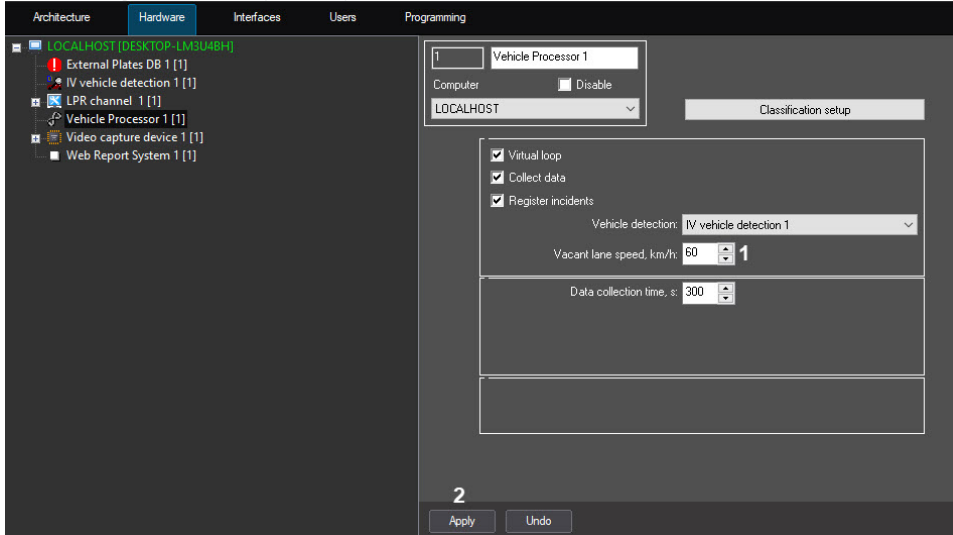 Architecture Hardware Interfaces Users Programming
LOCALHOST [DESKTOP-LM3U4BH]
External Plates DB 1 [1]
IV vehicle detection 1 [1]
LPR channel 1 [1]
Vehicle Processor 1 [1]
Video capture device 1 [1]
Web Report System 1 [1]
1 Vehicle Processor 1
Computer Disable
LOCALHOST
Classification setup
Virtual loop
Collect data
Register incidents
Vehicle detection: IV vehicle detection 1
Vacant lane speed, km/h: 60 1
Data collection time, s: 300
2
Apply Undo